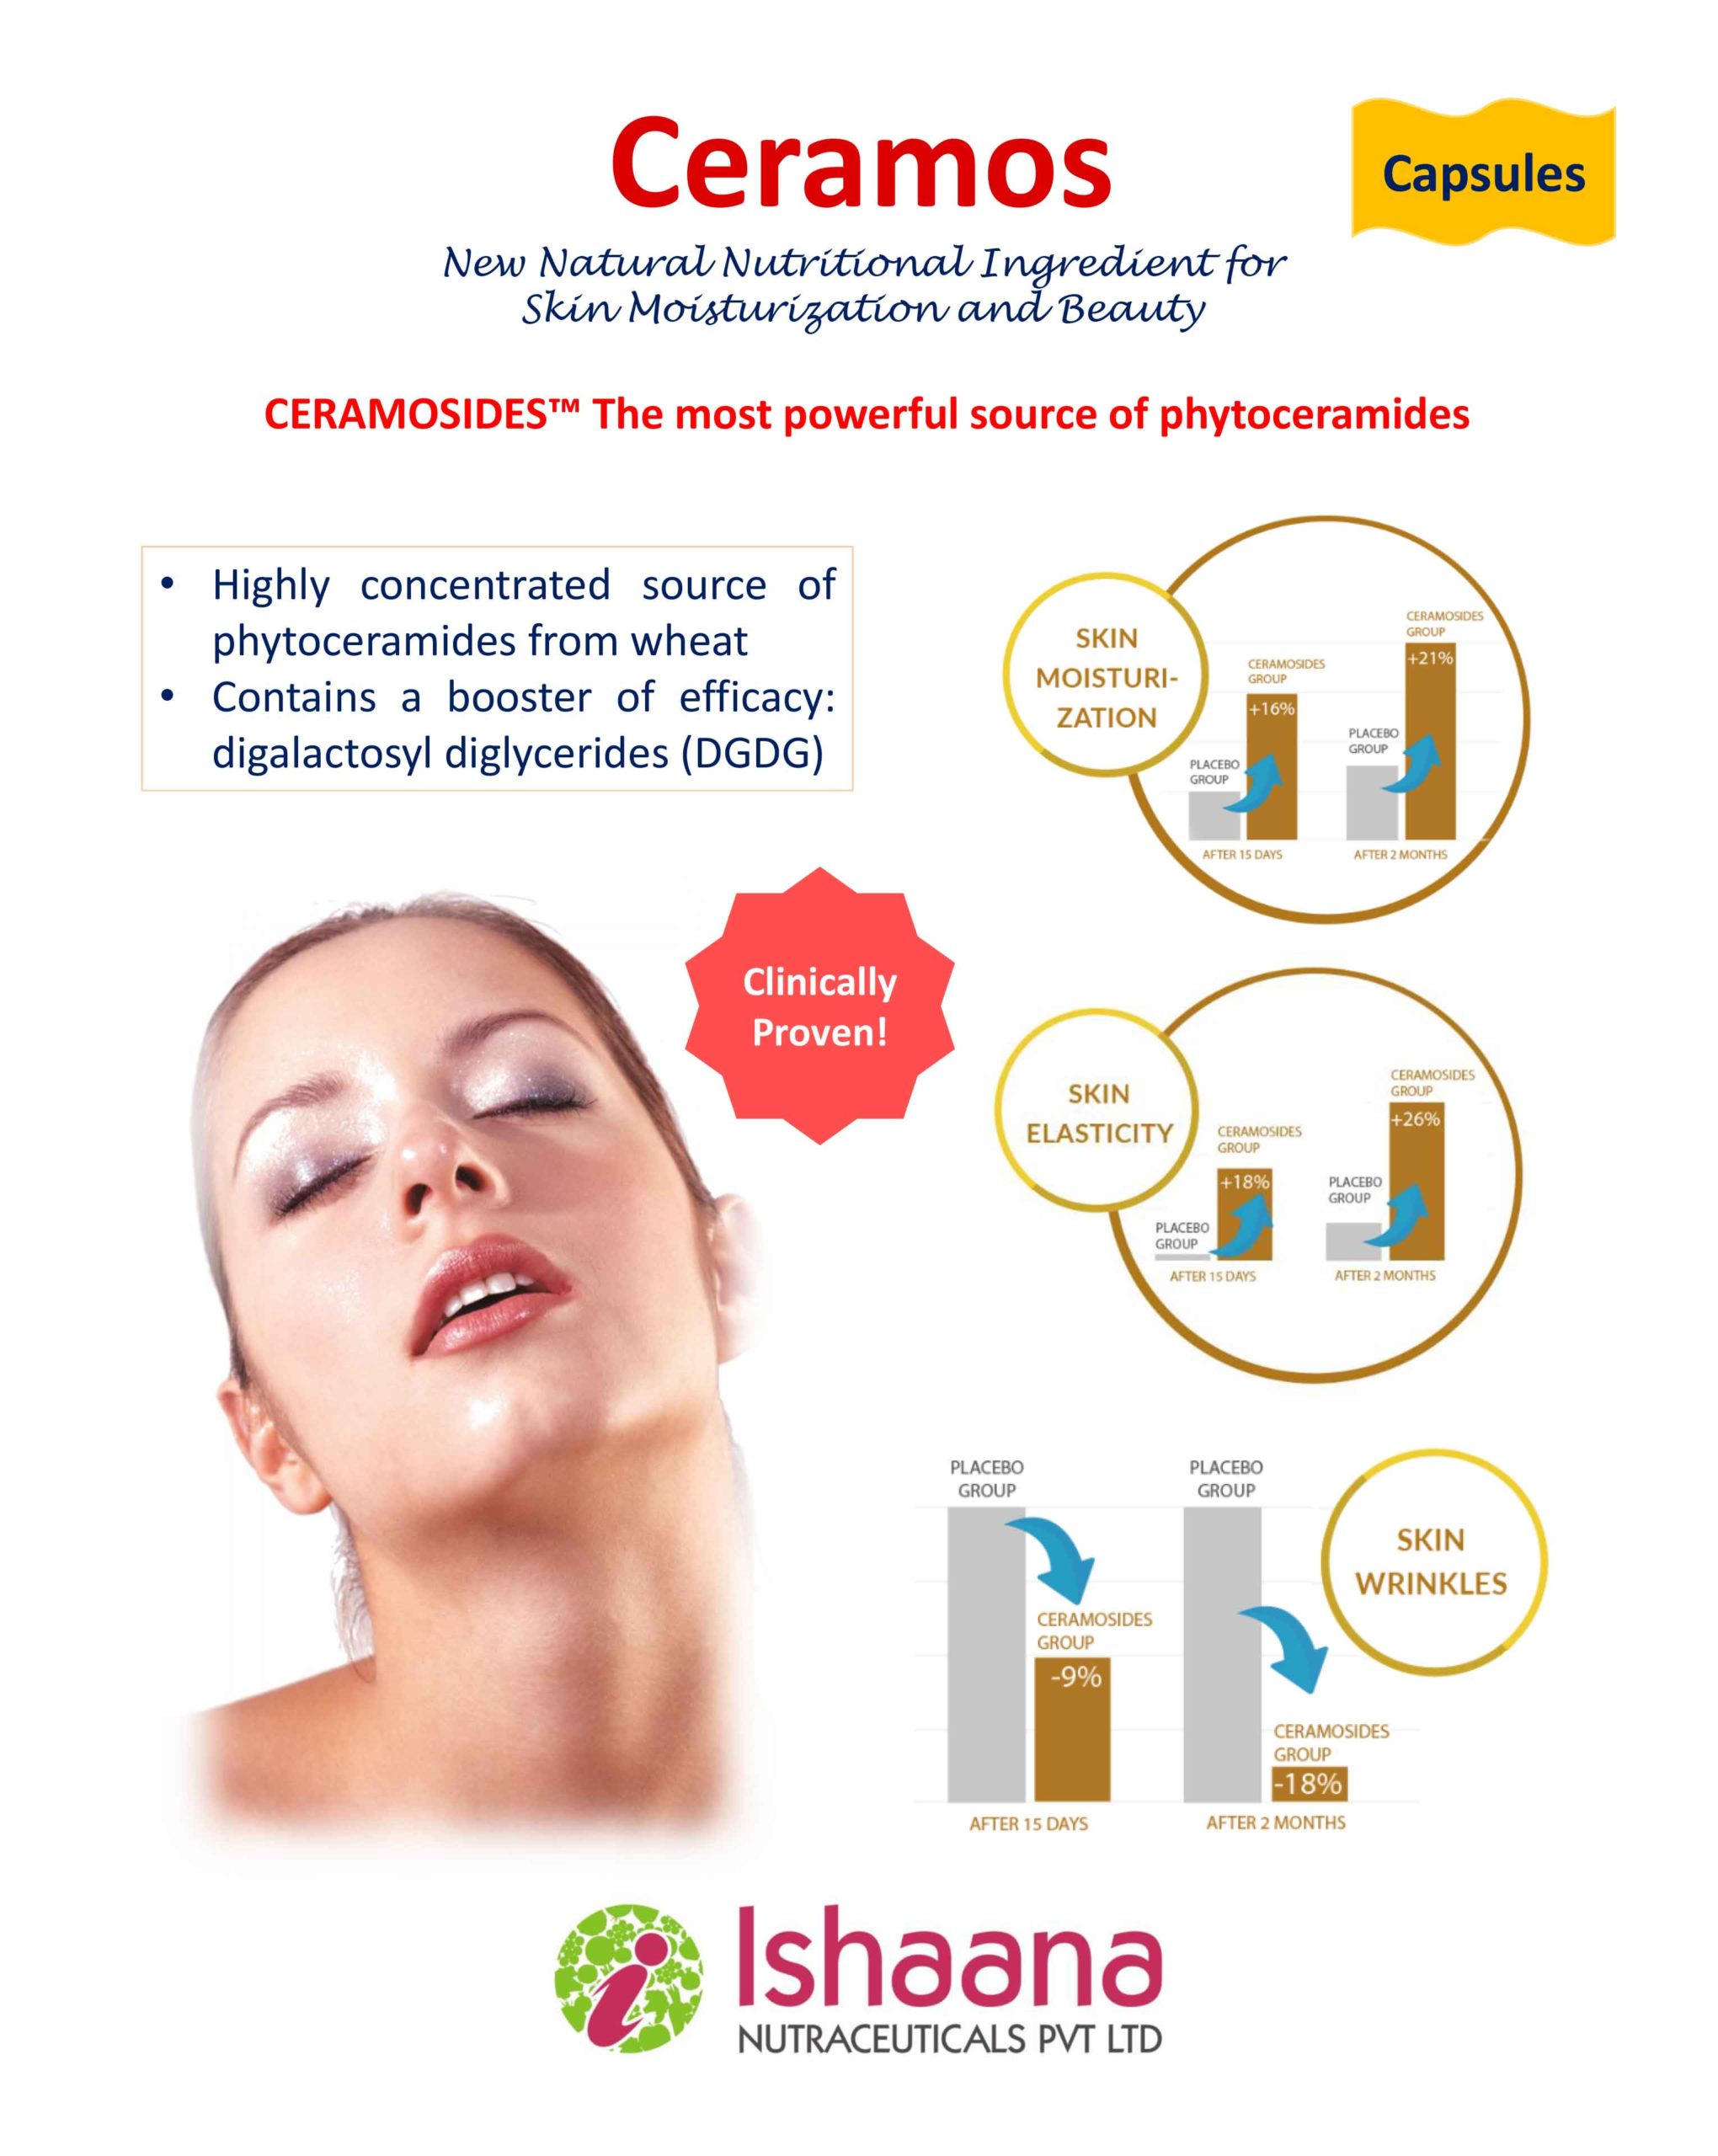 Ceramos
Capsules
New Natural Nutritional Ingredient for
Skin Moisturization and Beauty
CERAMOSIDES™ The most powerful source of phytoceramides
• Highly concentrated source of
phytoceramides from wheat
• Contains a booster of efficacy:
digalactosyl diglycerides (DGDG)
SKIN
MOISTURI-
ZATION
PLACEBO
GROUP
CERAMOSIDES
GROUP
+16%
AFTER 15 DAYS
PLACEBO
GROUP
CERAMOSIDES
GROUP
+21%
AFTER 2 MONTHS
Clinically
Proven!
SKIN
ELASTICITY
PLACEBO
GROUP
CERAMOSIDES
GROUP
+18%
AFTER 15 DAYS
PLACEBO
GROUP
CERAMOSIDES
GROUP
+26%
AFTER 2 MONTHS
PLACEBO
GROUP
CERAMOSIDES
GROUP
-9%
AFTER 15 DAYS
PLACEBO
GROUP
CERAMOSIDES
GROUP
-18%
AFTER 2 MONTHS
SKIN
WRINKLES
i
Ishaana
NUTRACEUTICALS PVT LTD